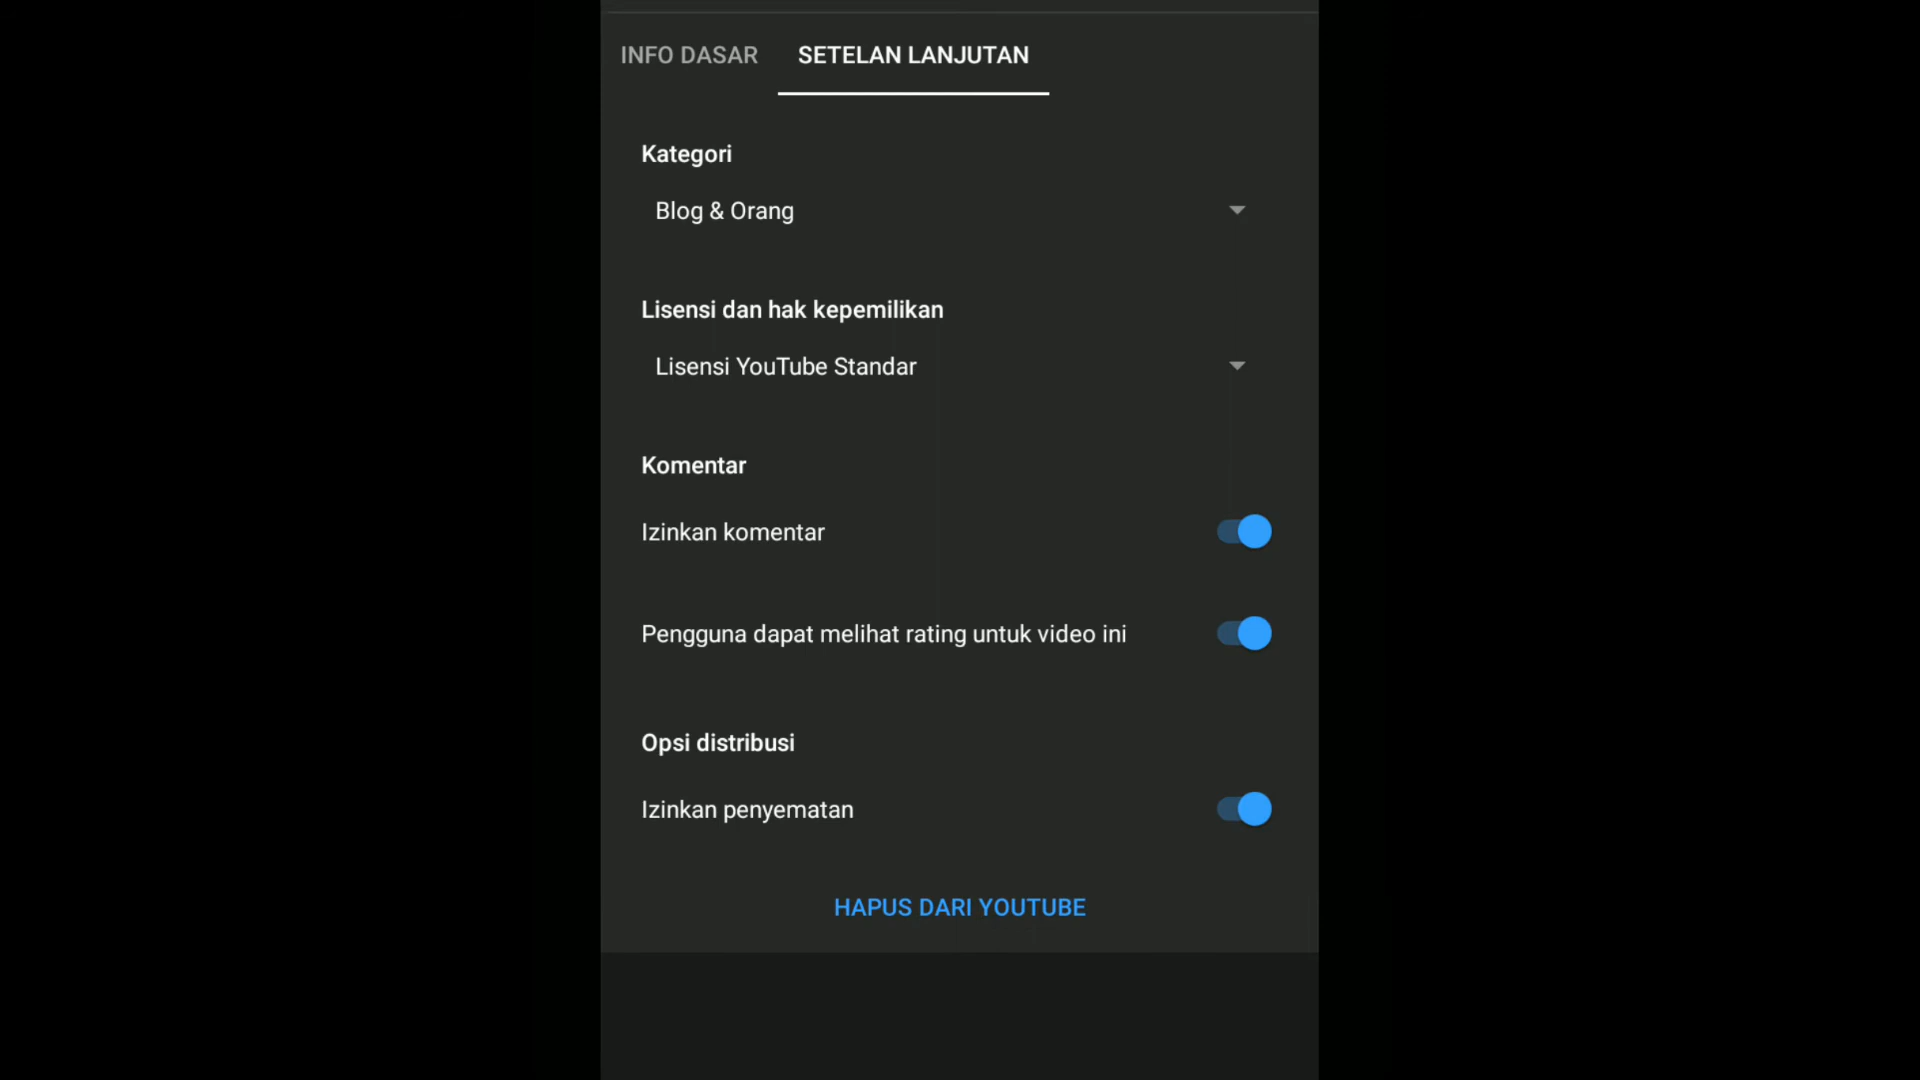 INFO DASAR SETELAN LANJUTAN
Kategori
Blog & Orang
Lisensi dan hak kepemilikan
Lisensi YouTube Standar
Komentar
Izinkan komentar
Pengguna dapat melihat rating untuk video ini
Opsi distribusi
Izinkan penyematan
HAPUS DARI YOUTUBE